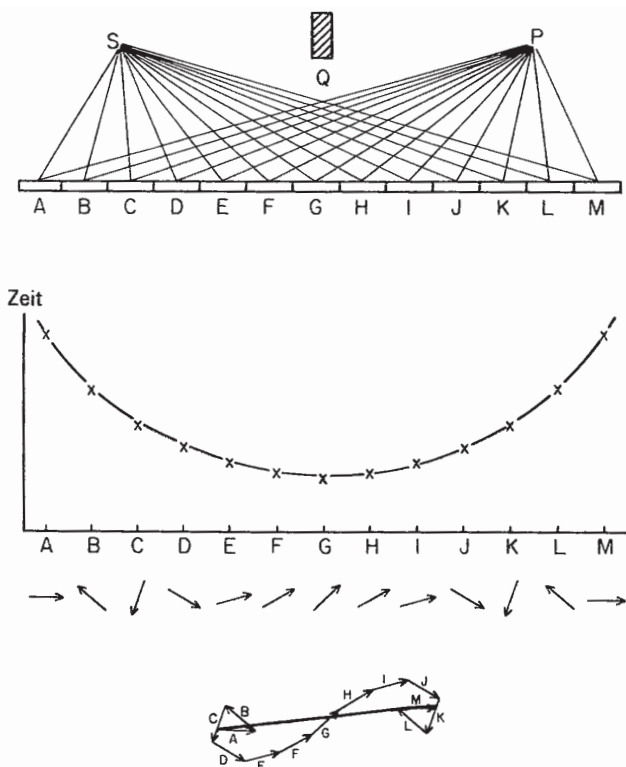 S P
Q
A B C D E F G H I J K L M
Zeit
A B C D E F G H I J K L M
I J
H
C B M K
A G L
D E F